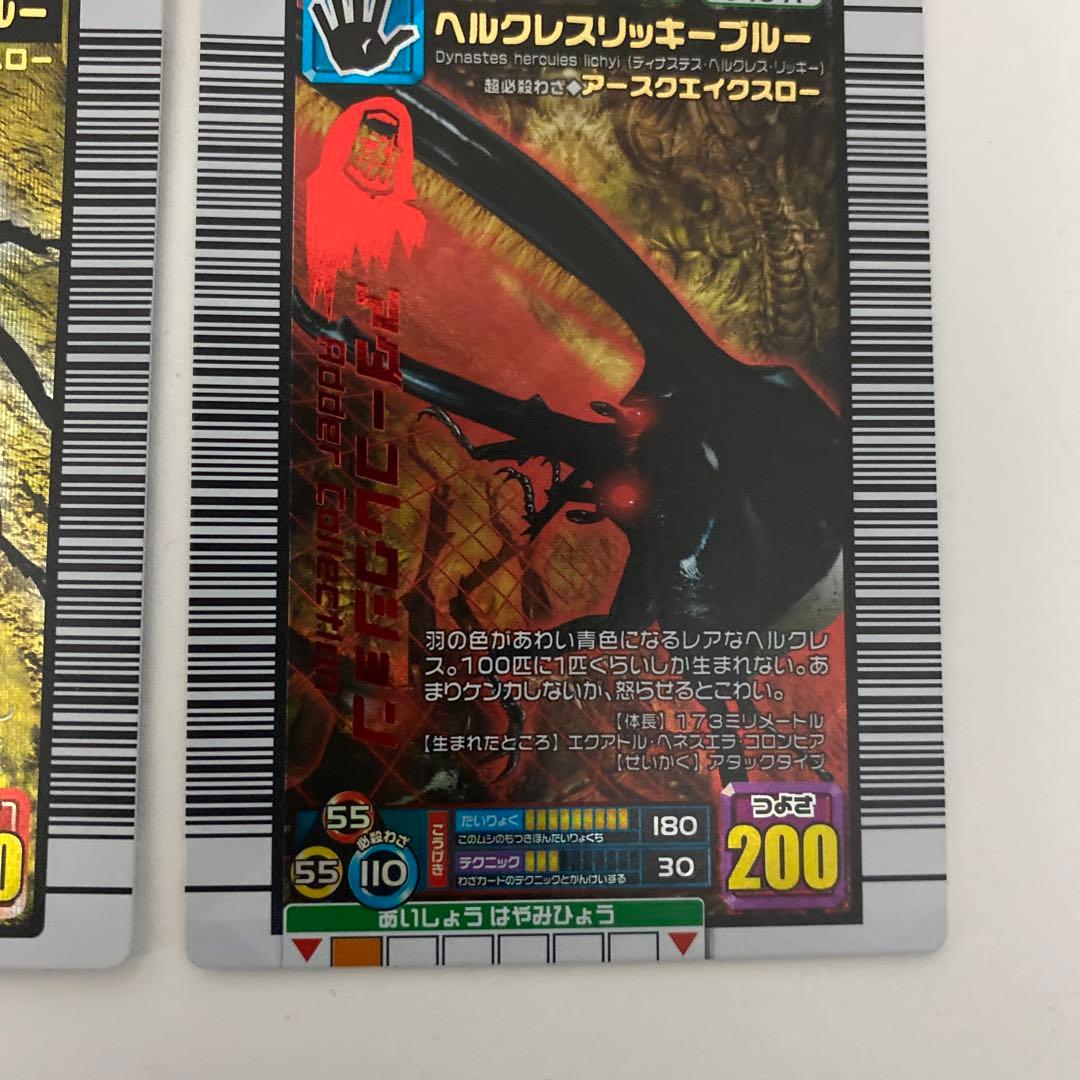 ヘルクレスリッキーブルー
Dynastes hercules lichyi (ディナステス・ヘルクレス・リッキー)
超必殺わざ◆アースクエイクスロー
アダーコレクション
Adder Collection
羽の色があわい青色になるレアなヘルクレ
ス。100匹に1匹ぐらいしか生まれない。あ
まりケンカしないが、怒らせるとこわい。
【体長】173ミリメートル
【生まれたところ】エクアドル・ベネズエラ・コロンビア
【せいかく】アタックタイプ
55
必殺わざ
55
110
こうげき
たいりょく
180
このムシのもつきほんたいりょくち
テクニック
30
わざカードのテクニックとかんけいする
つよさ
200
あいしょうはやみひょう
ルー
スロー
0